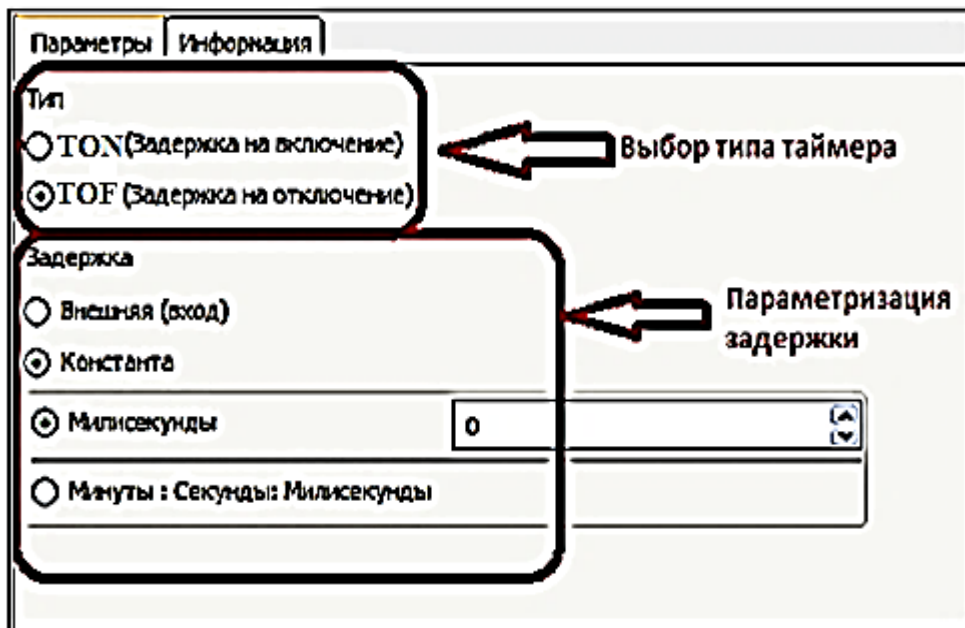 Параметры Информация
Тип
TON(Задержка на включение)
TOF (Задержка на отключение)
Выбор типа таймера
Задержка
Внешняя (вход)
Константа
Параметризация
задержки
Милисекунды 0
Минуты : Секунды: Милисекунды